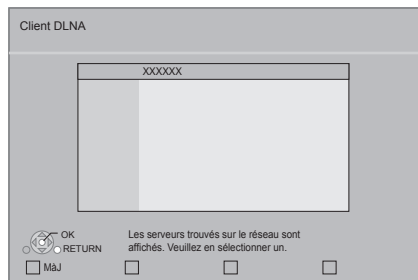 Client DLNA
XXXXXX
OK
RETURN
Les serveurs trouvés sur le réseau sont
affichés. Veuillez en sélectionner un.
MàJ